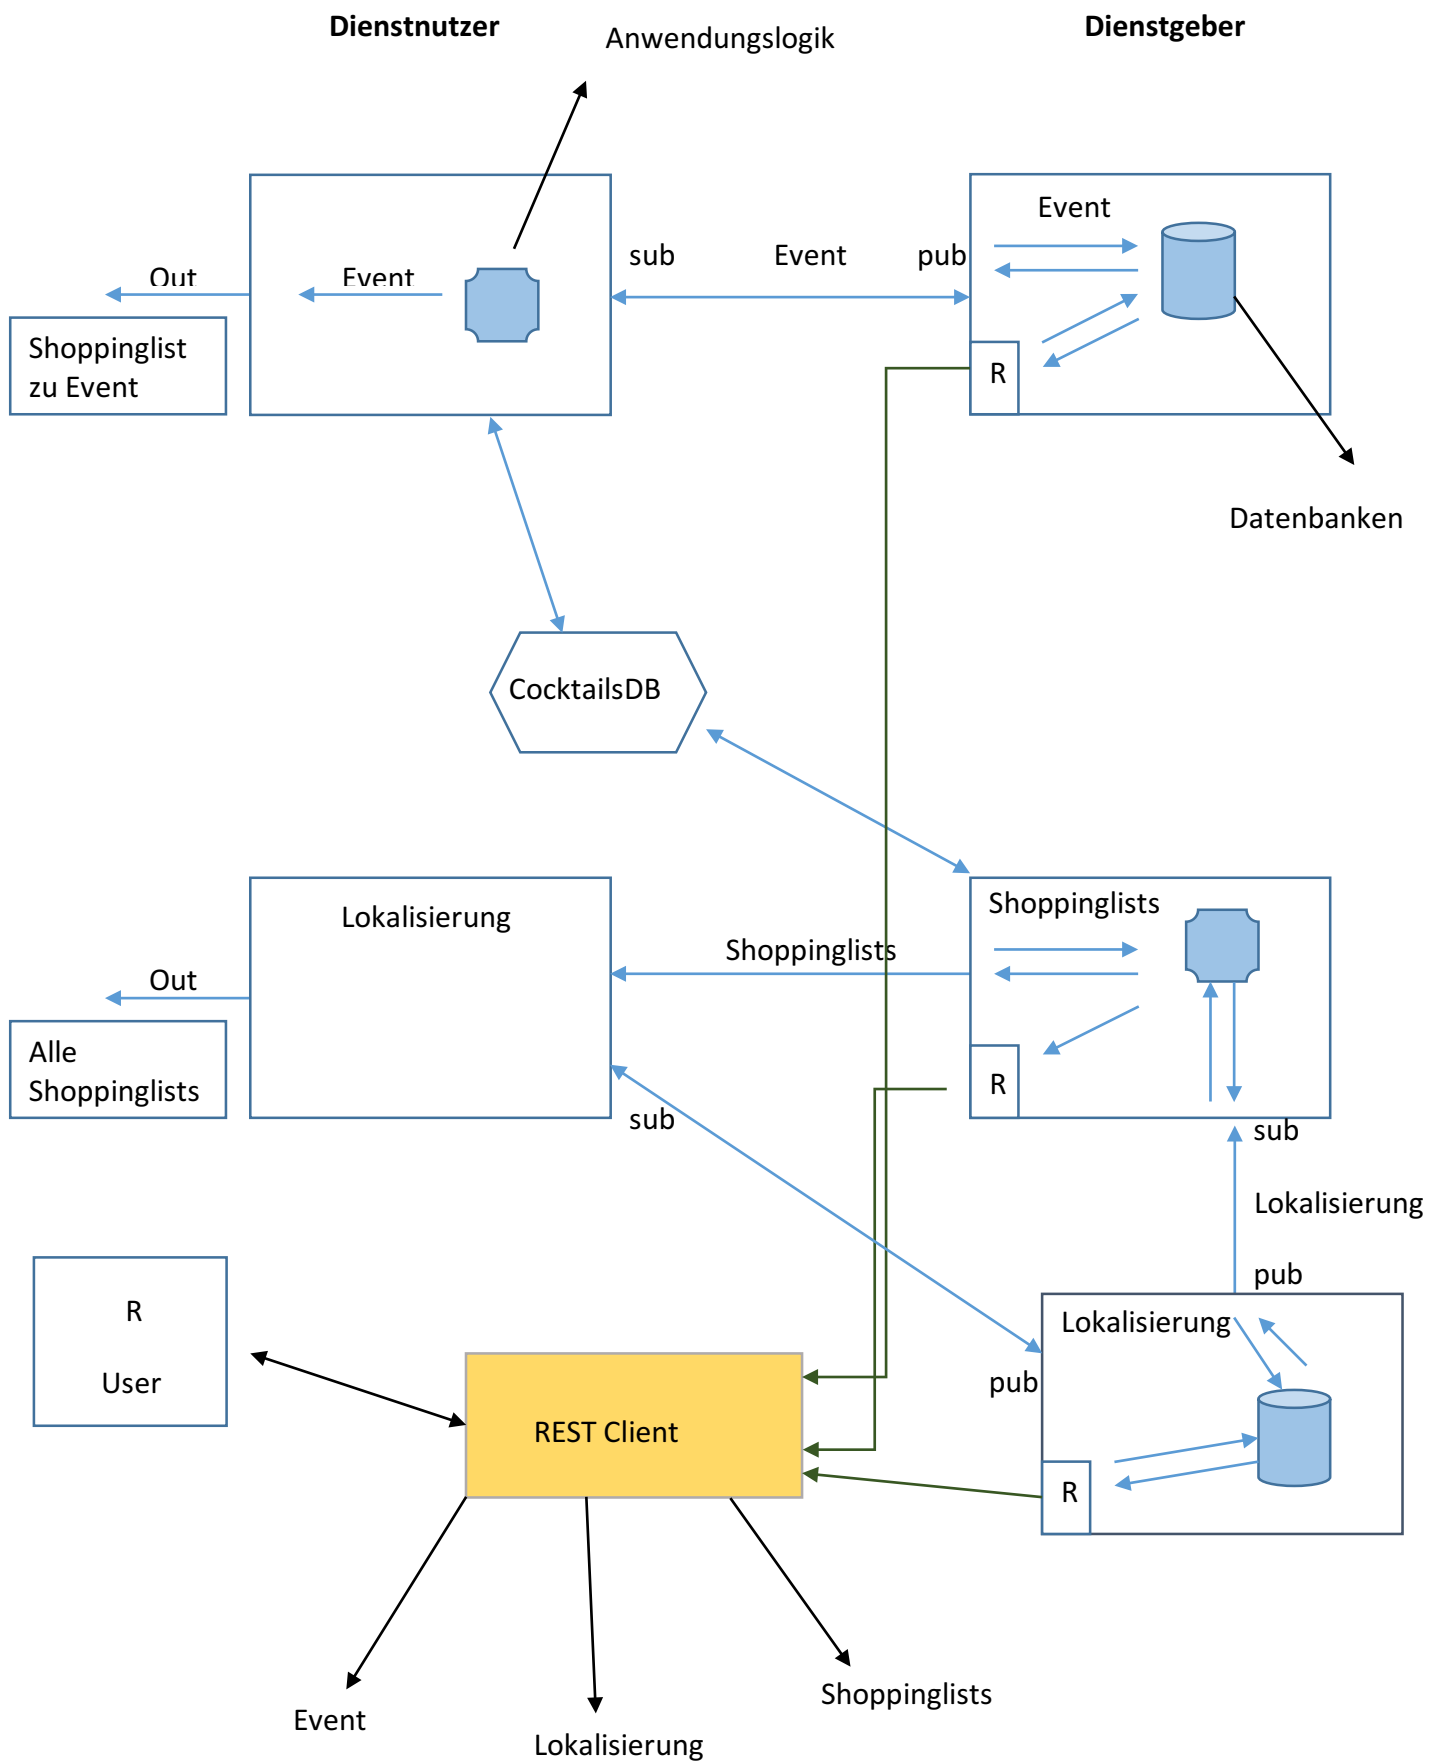 Dienstnutzer
Dienstgeber
Anwendungslogik
Event
sub
Event
pub
Out
Event
Shoppinglist
zu Event
R
Datenbanken
CocktailsDB
Shoppinglists
Lokalisierung
Shoppinglists
Out
Alle
Shoppinglists
R
sub
sub
Lokalisierung
pub
R
User
Lokalisierung
pub
REST Client
R
Shoppinglists
Event
Lokalisierung